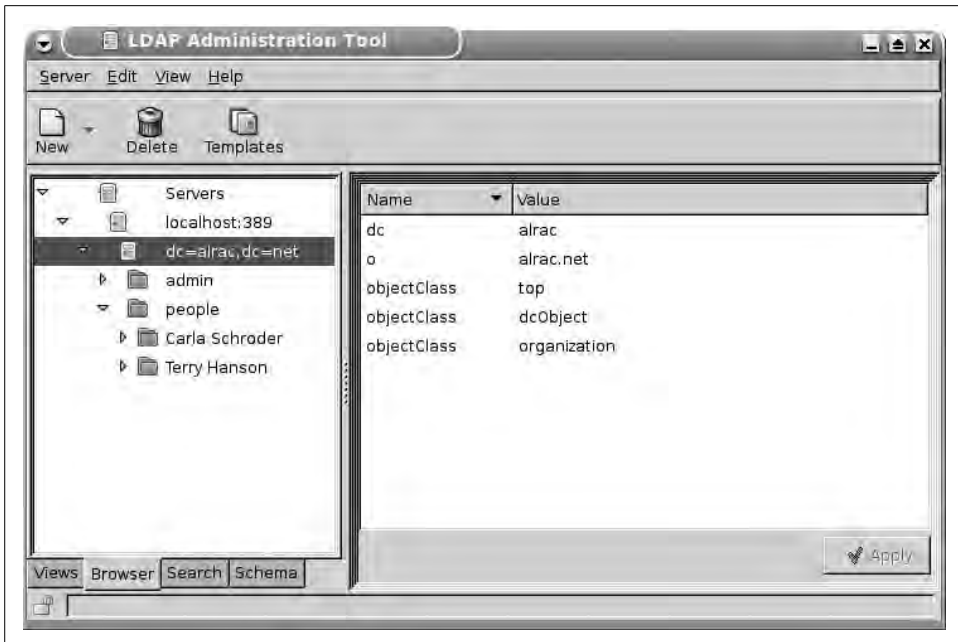 LDAP Administration Tool
Server Edit View Help
New Delete Templates
Servers
localhost:389
dc=alrac,dc=net
admin
people
Carla Schroder
Terry Hanson
Name Value
dc alrac
o alrac.net
objectClass top
objectClass dcObject
objectClass organization
Apply
Views Browser Search Schema